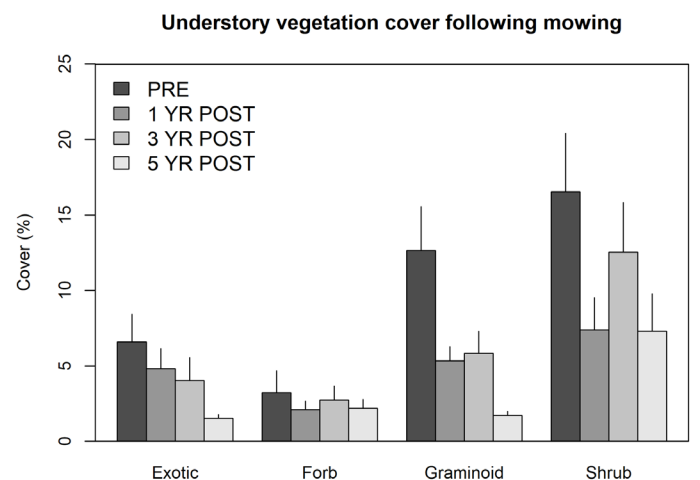 Understory vegetation cover following mowing
25
20
15
10
5
0
Cover (%)
PRE
1 YR POST
3 YR POST
5 YR POST
Exotic Forb Graminoid Shrub